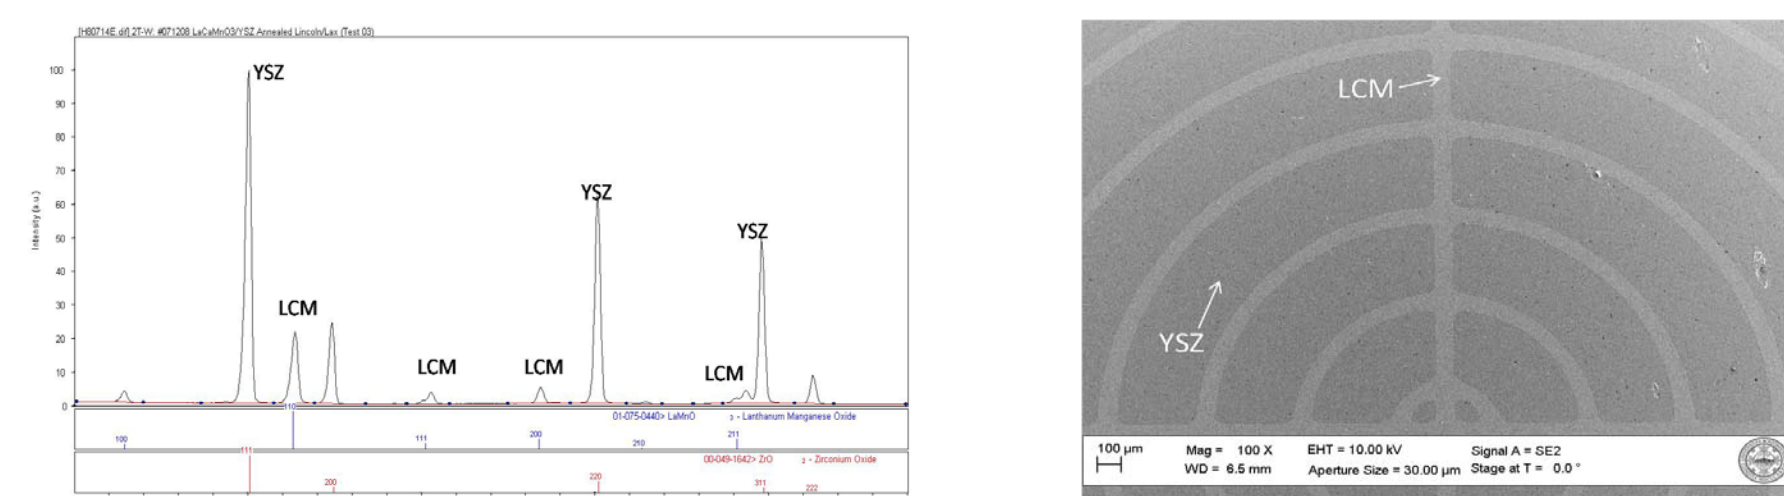 [H80714E.dif] 2T-W: #071208 LaCaMnO3/YSZ Annealed Lincoln/Lax (Test 03)
Intensity (a.u.)
100
90
80
70
60
50
40
30
20
10
0
YSZ
LCM
LCM
LCM
YSZ
LCM
YSZ
01-075-0440> LaMnO 3 - Lanthanum Manganese Oxide
100
110
111
200
210
211
00-049-1642> ZrO 2 - Zirconium Oxide
111
200
220
311
222
LCM
YSZ
100 µm
Mag = 100 X
EHT = 10.00 kV
Signal A = SE2
WD = 6.5 mm
Aperture Size = 30.00 µm
Stage at T = 0.0 °